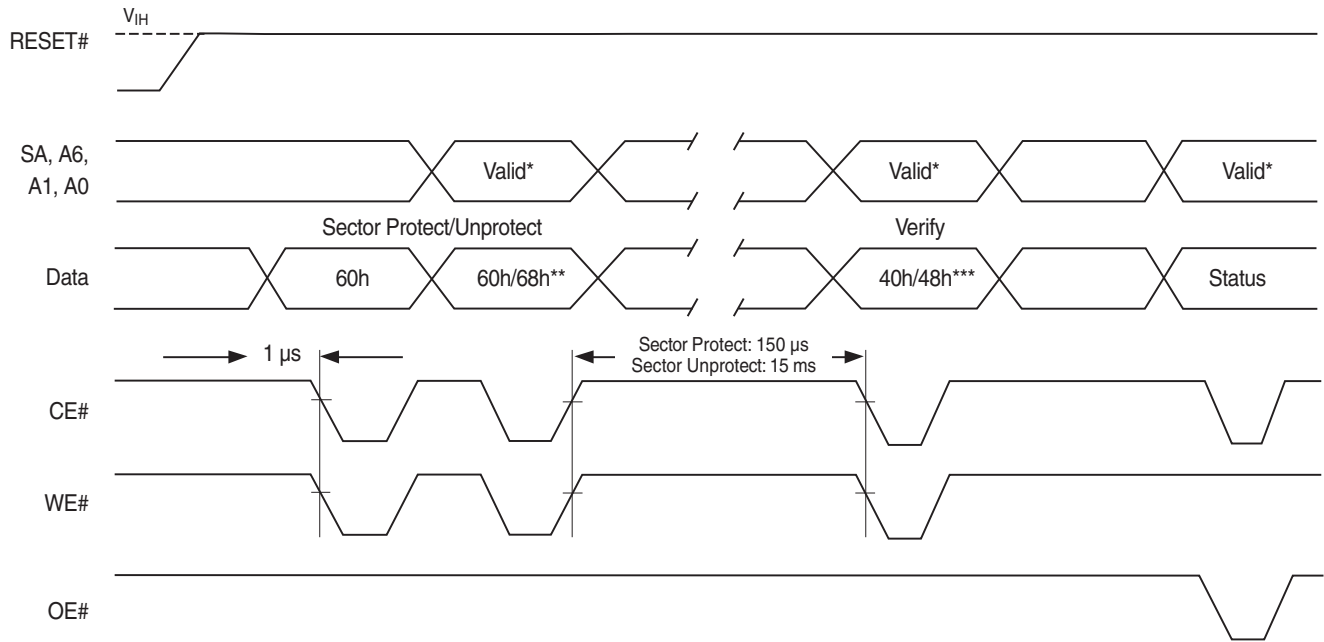 V_IH
RESET#
SA, A6,
A1, A0
Valid*
Valid*
Valid*
Sector Protect/Unprotect
Verify
Data
60h
60h/68h**
40h/48h***
Status
1 µs
Sector Protect: 150 µs
Sector Unprotect: 15 ms
CE#
WE#
OE#